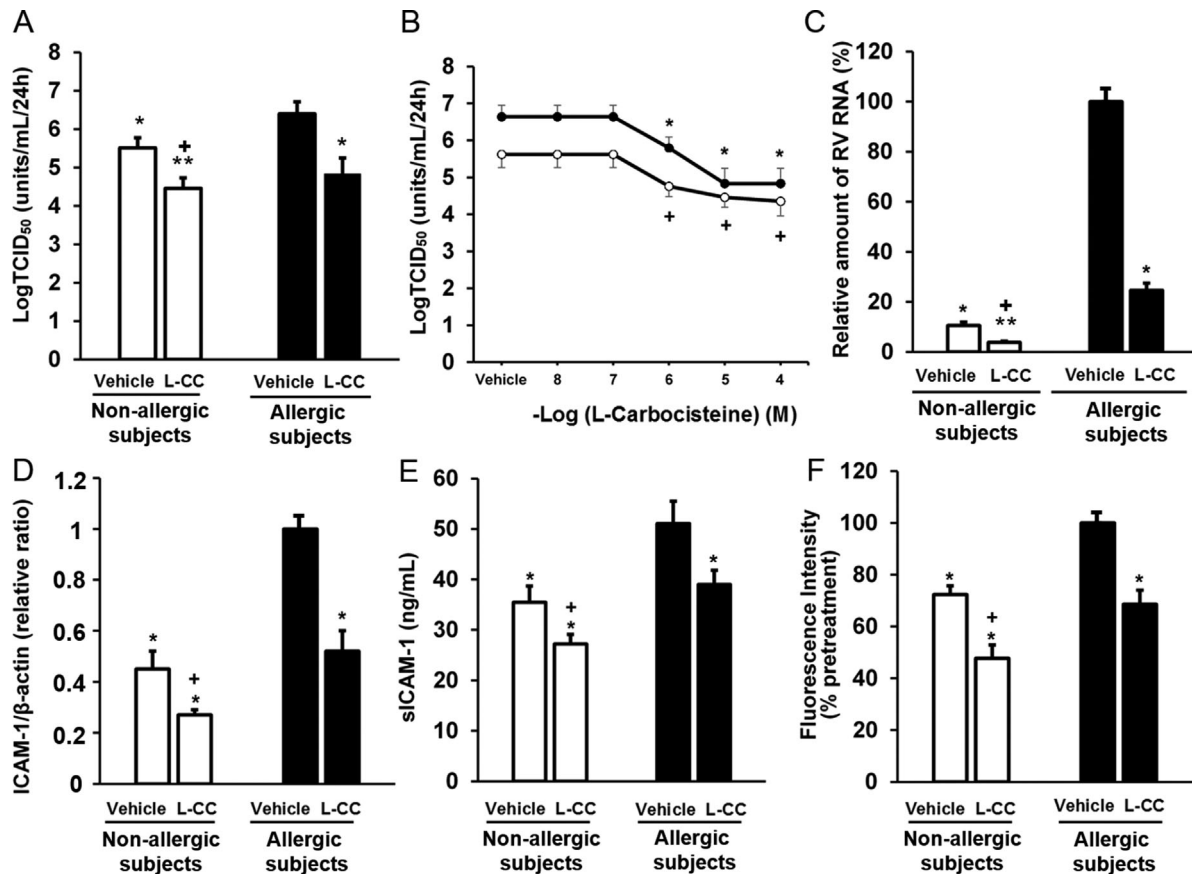 A
LogTCID₅₀ (units/mL/24h)
8
7
6
5
4
3
2
1
0
*
+
**
*
Vehicle L-CC Vehicle L-CC
Non-allergic subjects
Allergic subjects
B
LogTCID₅₀ (units/mL/24h)
8
7
6
5
4
3
2
1
0
* * *
+ + +
Vehicle 8 7 6 5 4
-Log (L-Carbocisteine) (M)
C
Relative amount of RV RNA (%)
120
100
80
60
40
20
0
*
+
**
*
Vehicle L-CC Vehicle L-CC
Non-allergic subjects
Allergic subjects
D
ICAM-1/β-actin (relative ratio)
1.2
1
0.8
0.6
0.4
0.2
0
*
+
*
*
Vehicle L-CC Vehicle L-CC
Non-allergic subjects
Allergic subjects
E
sICAM-1 (ng/mL)
60
50
40
30
20
10
0
*
+
*
*
Vehicle L-CC Vehicle L-CC
Non-allergic subjects
Allergic subjects
F
Fluorescence Intensity
(% pretreatment)
120
100
80
60
40
20
0
*
+
*
*
Vehicle L-CC Vehicle L-CC
Non-allergic subjects
Allergic subjects